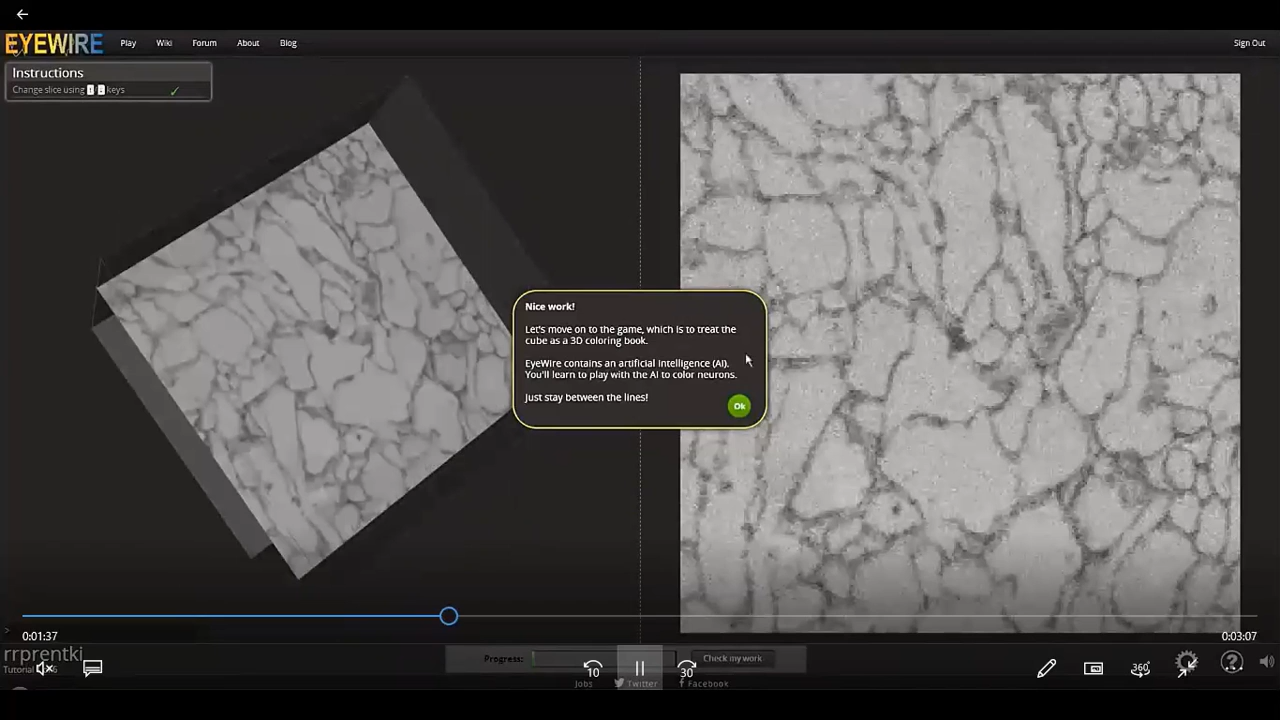 EYEWIRE
Play
Wiki
Forum
About
Blog
Sign Out
Instructions
Change slice using keys
Nice work!
Let's move on to the game, which is to treat the
cube as a 3D coloring book.
EyeWire contains an artificial intelligence (AI).
You'll learn to play with the AI to color neurons.
Just stay between the lines!
Ok
0:01:37
0:03:07
rrprentki
Tutorial
Progress:
Check my work
10
30
360°
Jobs
Twitter
Facebook